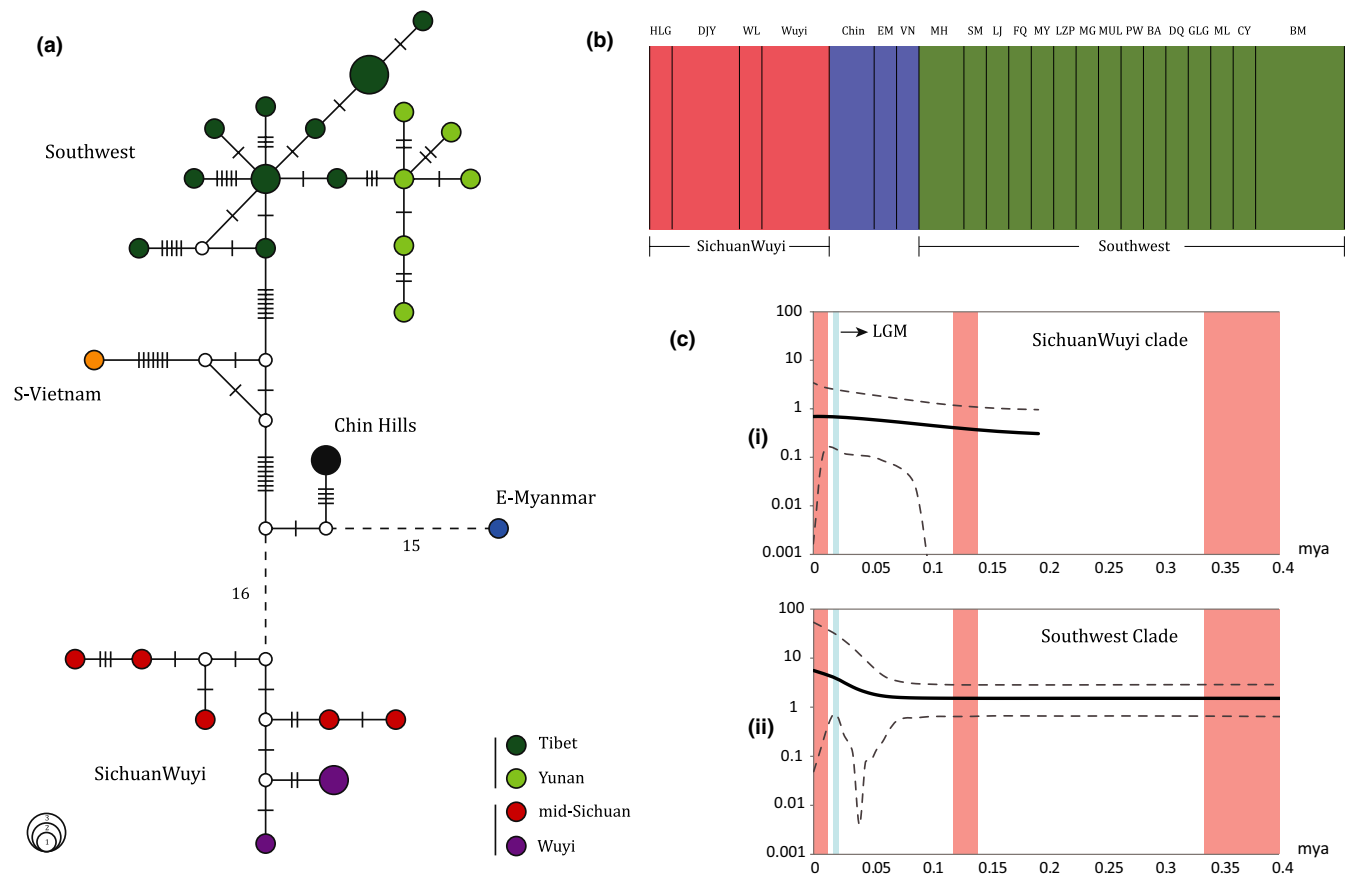 (a)
Southwest
S-Vietnam
Chin Hills
E-Myanmar
15
16
SichuanWuyi
Tibet
Yunan
mid-Sichuan
Wuyi
3
2
1
(b)
HLG DJY WL Wuyi Chin EM VN MH SM LJ FQ MY LZP MG MUL PW BA DQ GLG ML CY BM
SichuanWuyi Southwest
(c)
(i)
100
10
1
0.1
0.01
0.001
LGM
SichuanWuyi clade
0 0.05 0.1 0.15 0.2 0.25 0.3 0.35 0.4
mya
(ii)
100
10
1
0.1
0.01
0.001
Southwest Clade
0 0.05 0.1 0.15 0.2 0.25 0.3 0.35 0.4
mya